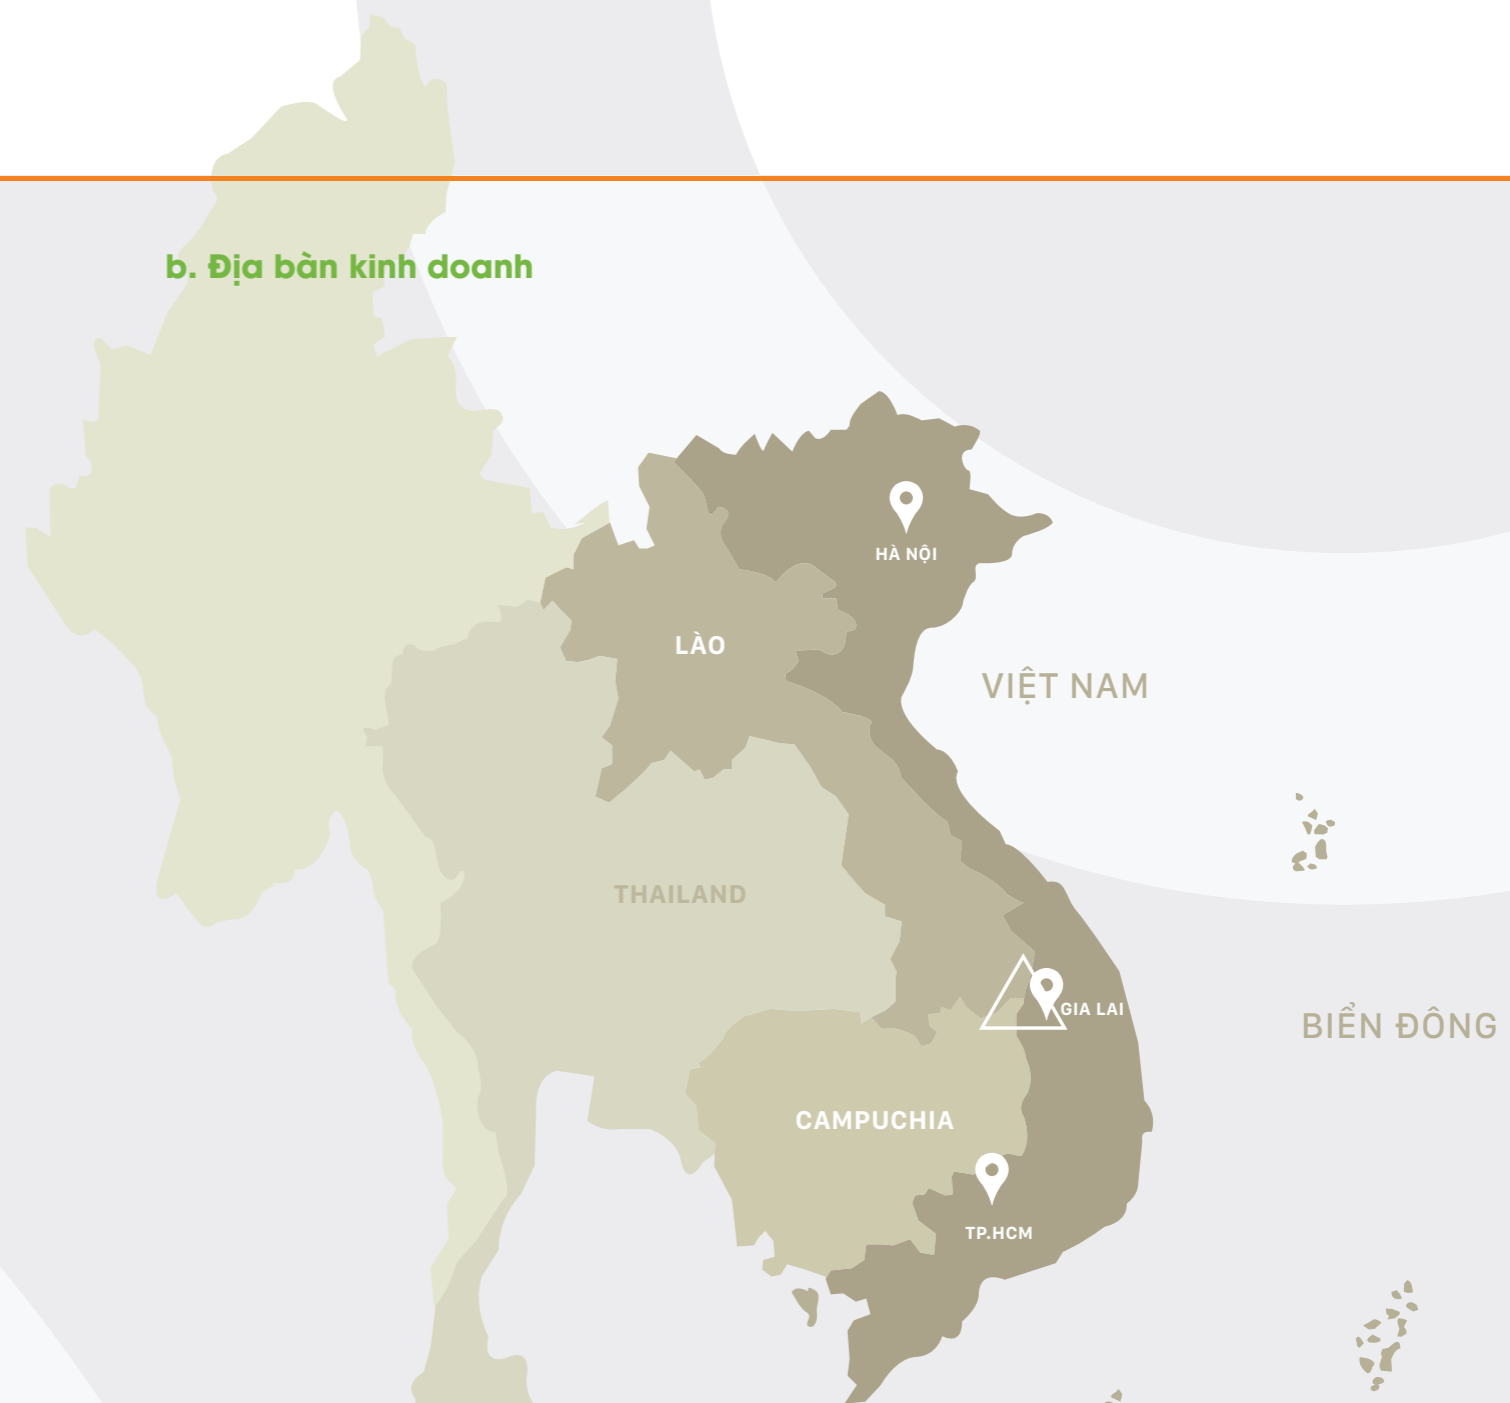 b. Địa bàn kinh doanh
HÀ NỘI
LÀO
VIỆT NAM
THAILAND
GIA LAI
BIỂN ĐÔNG
CAMPUCHIA
TP.HCM